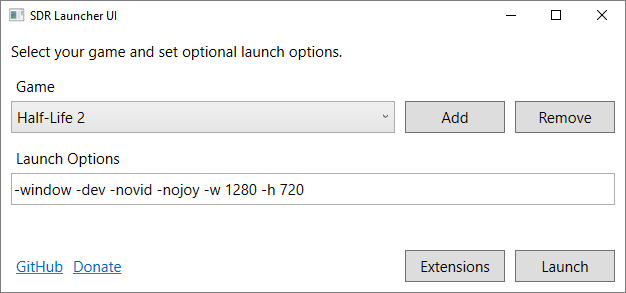 SDR Launcher UI
Select your game and set optional launch options.
Game
Half-Life 2
Add
Remove
Launch Options
-window -dev -novid -nojoy -w 1280 -h 720
GitHub Donate
Extensions
Launch